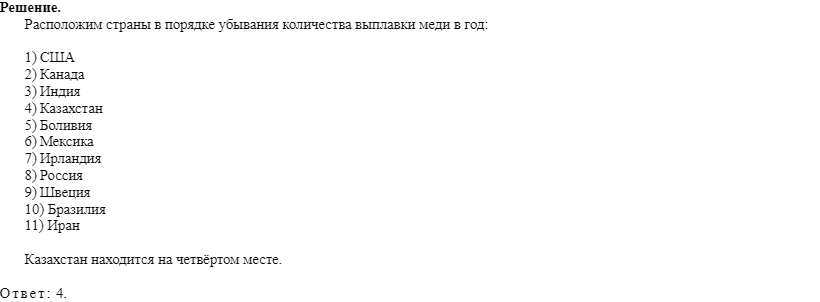 Решение.
Расположим страны в порядке убывания количества выплавки меди в год:
1) США
2) Канада
3) Индия
4) Казахстан
5) Боливия
6) Мексика
7) Ирландия
8) Россия
9) Швеция
10) Бразилия
11) Иран
Казахстан находится на четвёртом месте.
Ответ: 4.